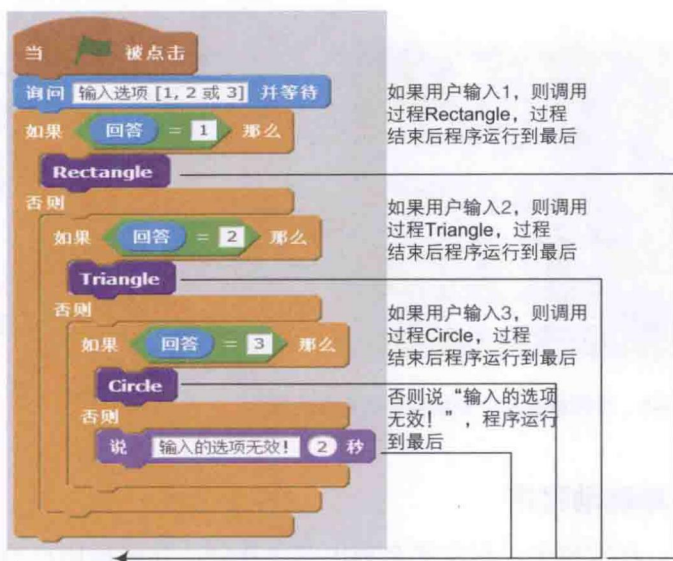 当 被点击
询问 输入选项 [1, 2 或 3] 并等待
如果 回答 = 1 那么
Rectangle
否则
如果 回答 = 2 那么
Triangle
否则
如果 回答 = 3 那么
Circle
否则
说 输入的选项无效! 2 秒
如果用户输入1，则调用
过程Rectangle，过程
结束后程序运行到最后
如果用户输入2，则调用
过程Triangle，过程
结束后程序运行到最后
如果用户输入3，则调用
过程Circle，过程
结束后程序运行到最后
否则说“输入的选项
无效！”，程序运行
到最后